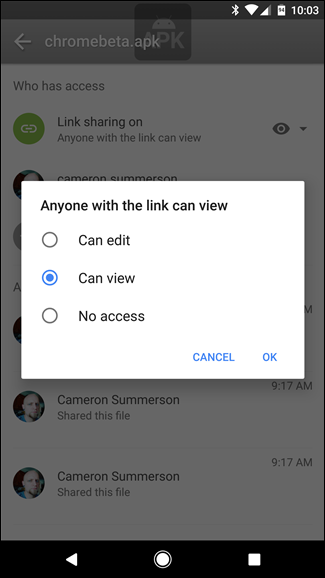 10:03
chromebeta.apk
APK
Who has access
Link sharing on
Anyone with the link can view
cameron summerson
Anyone with the link can view
Can edit
Can view
No access
CANCEL
OK
9:17 AM
Cameron Summerson
Shared this file
9:17 AM
Cameron Summerson
Shared this file